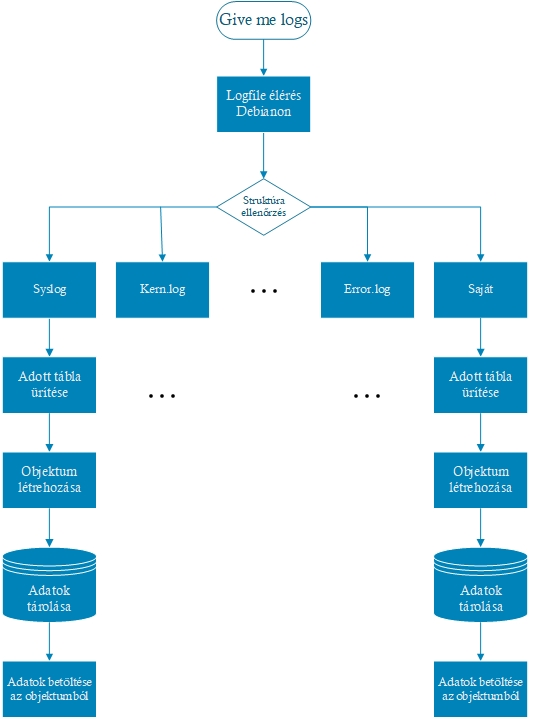 Give me logs
Logfile élérés
Debianon
Struktúra
ellenőrzés
Syslog
Kern.log
...
Error.log
Saját
Adott tábla
ürítése
...
...
Adott tábla
ürítése
Objektum
létrehozása
Objektum
létrehozása
Adatok
tárolása
Adatok
tárolása
Adatok betöltése
az objektumból
Adatok betöltése
az objektumból